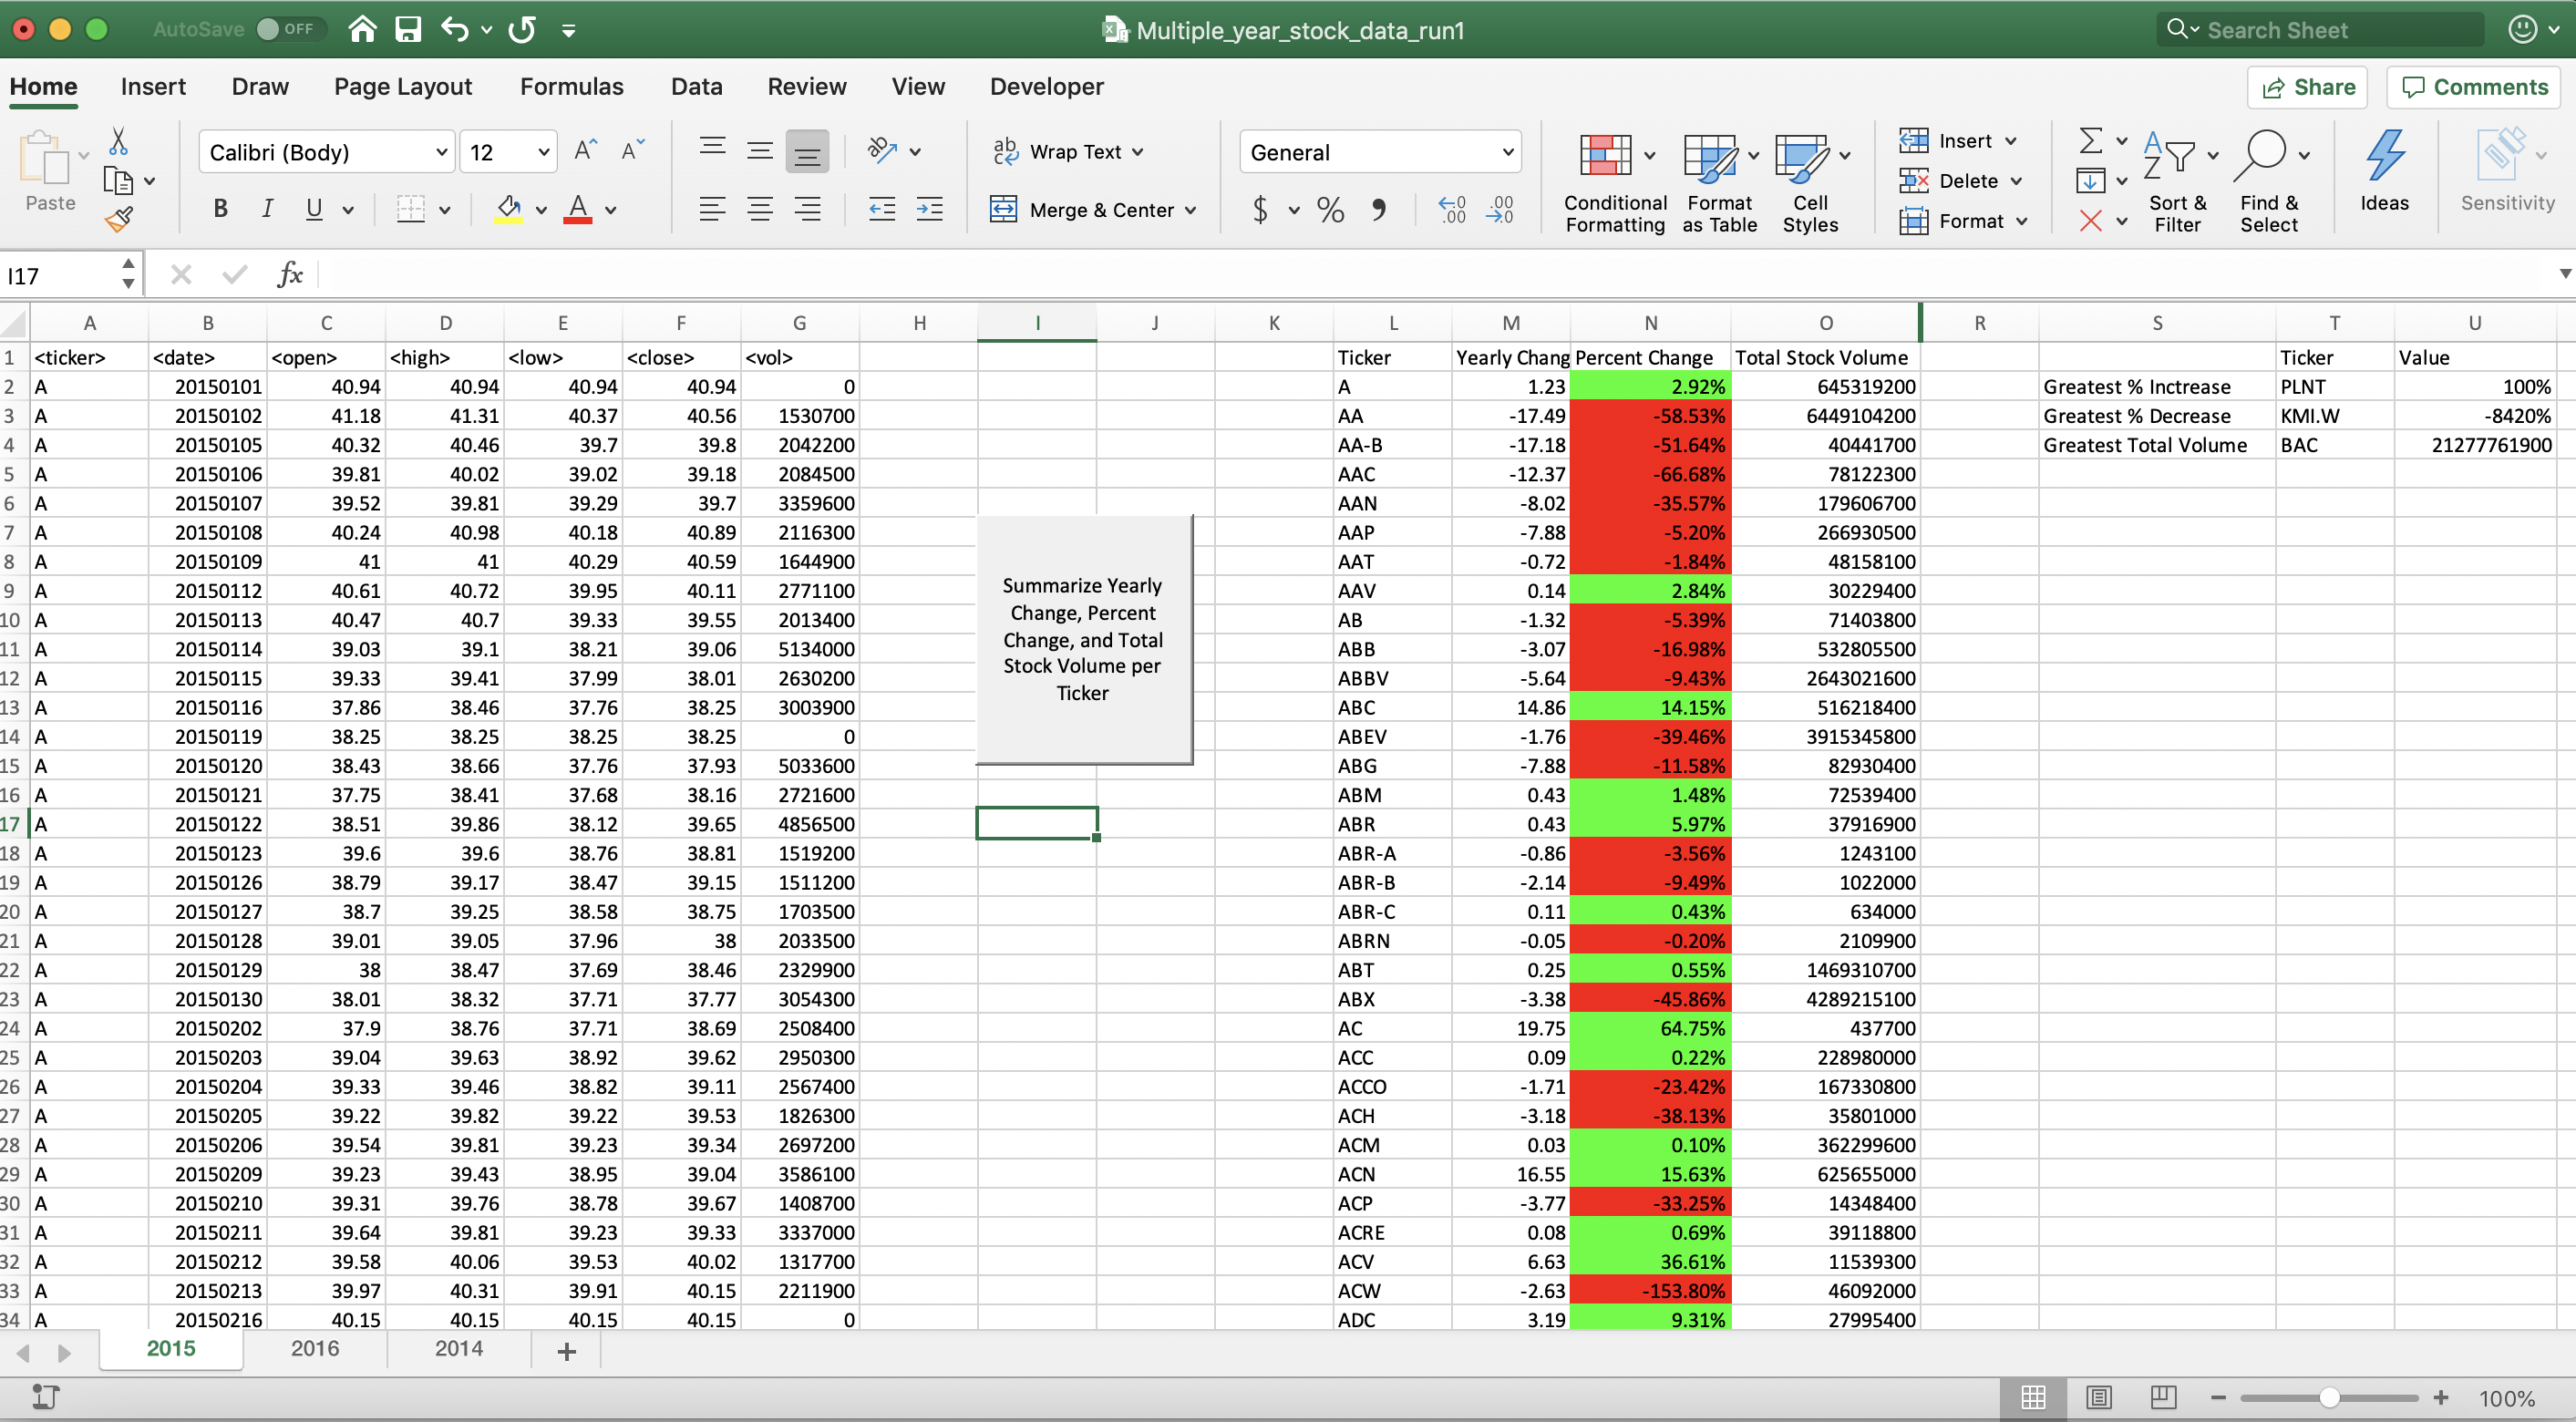 AutoSave OFF Multiple_year_stock_data_run1 Search Sheet
Home Insert Draw Page Layout Formulas Data Review View Developer Share Comments
Paste Calibri (Body) 12 A A ab Wrap Text General Conditional Formatting Format as Table Cell Styles Insert Delete Format Sort & Filter Find & Select Ideas Sensitivity
B I U A Merge & Center $ % , .00 .00
I17 fx
A B C D E F G H I J K L M N O R S T U
1 <ticker> <date> <open> <high> <low> <close> <vol> Ticker Yearly Chang Percent Change Total Stock Volume Ticker Value
2 A 20150101 40.94 40.94 40.94 40.94 0 A 1.23 2.92% 645319200 Greatest % Inctrease PLNT 100%
3 A 20150102 41.18 41.31 40.37 40.56 1530700 AA -17.49 -58.53% 6449104200 Greatest % Decrease KMI.W -8420%
4 A 20150105 40.32 40.46 39.7 39.8 2042200 AA-B -17.18 -51.64% 40441700 Greatest Total Volume BAC 21277761900
5 A 20150106 39.81 40.02 39.02 39.18 2084500 AAC -12.37 -66.68% 78122300
6 A 20150107 39.52 39.81 39.29 39.7 3359600 AAN -8.02 -35.57% 179606700
7 A 20150108 40.24 40.98 40.18 40.89 2116300 AAP -7.88 -5.20% 266930500
8 A 20150109 41 41 40.29 40.59 1644900 AAT -0.72 -1.84% 48158100
9 A 20150112 40.61 40.72 39.95 40.11 2771100 AAV 0.14 2.84% 30229400
10 A 20150113 40.47 40.7 39.33 39.55 2013400 AB -1.32 -5.39% 71403800
11 A 20150114 39.03 39.1 38.21 39.06 5134000 ABB -3.07 -16.98% 532805500
12 A 20150115 39.33 39.41 37.99 38.01 2630200 ABBV -5.64 -9.43% 2643021600
13 A 20150116 37.86 38.46 37.76 38.25 3003900 ABC 14.86 14.15% 516218400
14 A 20150119 38.25 38.25 38.25 38.25 0 ABEV -1.76 -39.46% 3915345800
15 A 20150120 38.43 38.66 37.76 37.93 5033600 ABG -7.88 -11.58% 82930400
16 A 20150121 37.75 38.41 37.68 38.16 2721600 ABM 0.43 1.48% 72539400
17 A 20150122 38.51 39.86 38.12 39.65 4856500 ABR 0.43 5.97% 37916900
18 A 20150123 39.6 39.6 38.76 38.81 1519200 ABR-A -0.86 -3.56% 1243100
19 A 20150126 38.79 39.17 38.47 39.15 1511200 ABR-B -2.14 -9.49% 1022000
20 A 20150127 38.7 39.25 38.58 38.75 1703500 ABR-C 0.11 0.43% 634000
21 A 20150128 39.01 39.05 37.96 38 2033500 ABRN -0.05 -0.20% 2109900
22 A 20150129 38 38.47 37.69 38.46 2329900 ABT 0.25 0.55% 1469310700
23 A 20150130 38.01 38.32 37.71 37.77 3054300 ABX -3.38 -45.86% 4289215100
24 A 20150202 37.9 38.76 37.71 38.69 2508400 AC 19.75 64.75% 437700
25 A 20150203 39.04 39.63 38.92 39.62 2950300 ACC 0.09 0.22% 228980000
26 A 20150204 39.33 39.46 38.82 39.11 2567400 ACCO -1.71 -23.42% 167330800
27 A 20150205 39.22 39.82 39.22 39.53 1826300 ACH -3.18 -38.13% 35801000
28 A 20150206 39.54 39.81 39.23 39.34 2697200 ACM 0.03 0.10% 362299600
29 A 20150209 39.23 39.43 38.95 39.04 3586100 ACN 16.55 15.63% 625655000
30 A 20150210 39.31 39.76 38.78 39.67 1408700 ACP -3.77 -33.25% 14348400
31 A 20150211 39.64 39.81 39.23 39.33 3337000 ACRE 0.08 0.69% 39118800
32 A 20150212 39.58 40.06 39.53 40.02 1317700 ACV 6.63 36.61% 11539300
33 A 20150213 39.97 40.31 39.91 40.15 2211900 ACW -2.63 -153.80% 46092000
34 A 20150216 40.15 40.15 40.15 40.15 0 ADC 3.19 9.31% 27995400
Summarize Yearly
Change, Percent
Change, and Total
Stock Volume per
Ticker
2015 2016 2014 +
100%